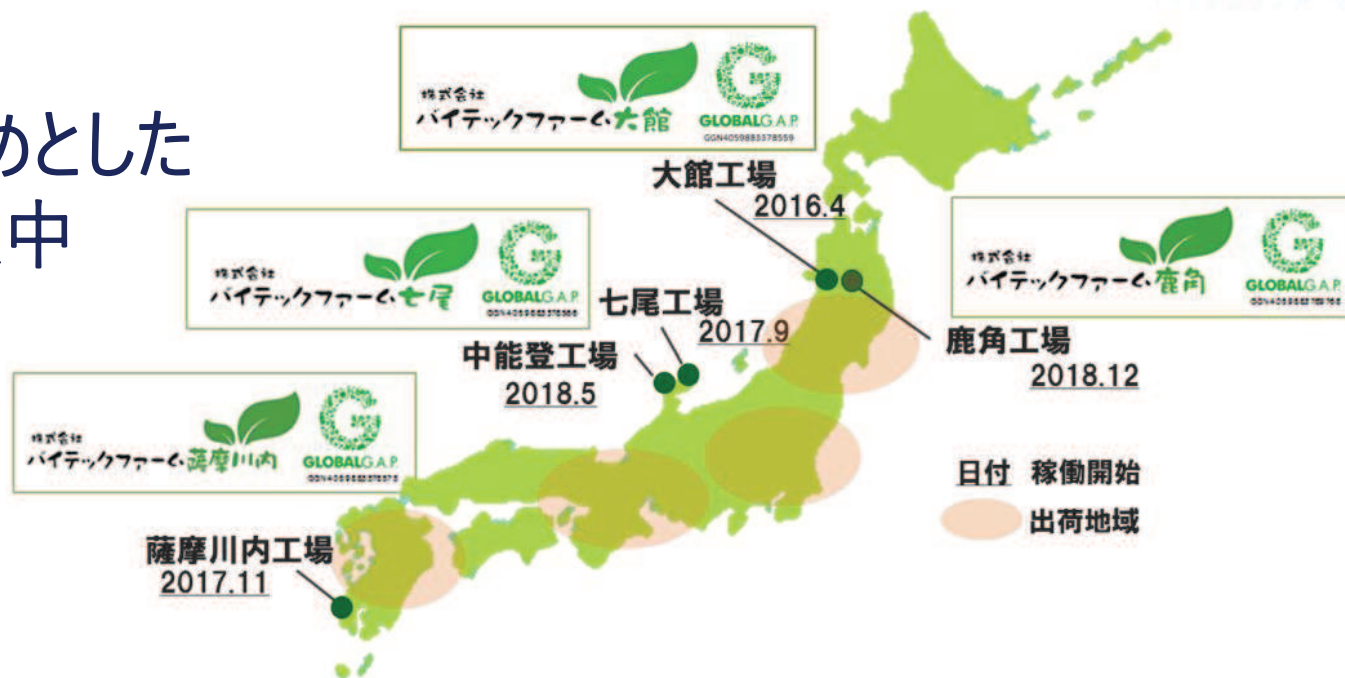 めとした
中
株式会社
バイテックファーム大館
GLOBALG.A.P.
GGN4059883378559
大館工場
2016.4
株式会社
バイテックファーム七尾
GLOBALG.A.P.
七尾工場
2017.9
中能登工場
2018.5
株式会社
バイテックファーム鹿角
GLOBALG.A.P.
鹿角工場
2018.12
株式会社
バイテックファーム薩摩川内
GLOBALG.A.P.
薩摩川内工場
2017.11
日付 稼働開始
出荷地域